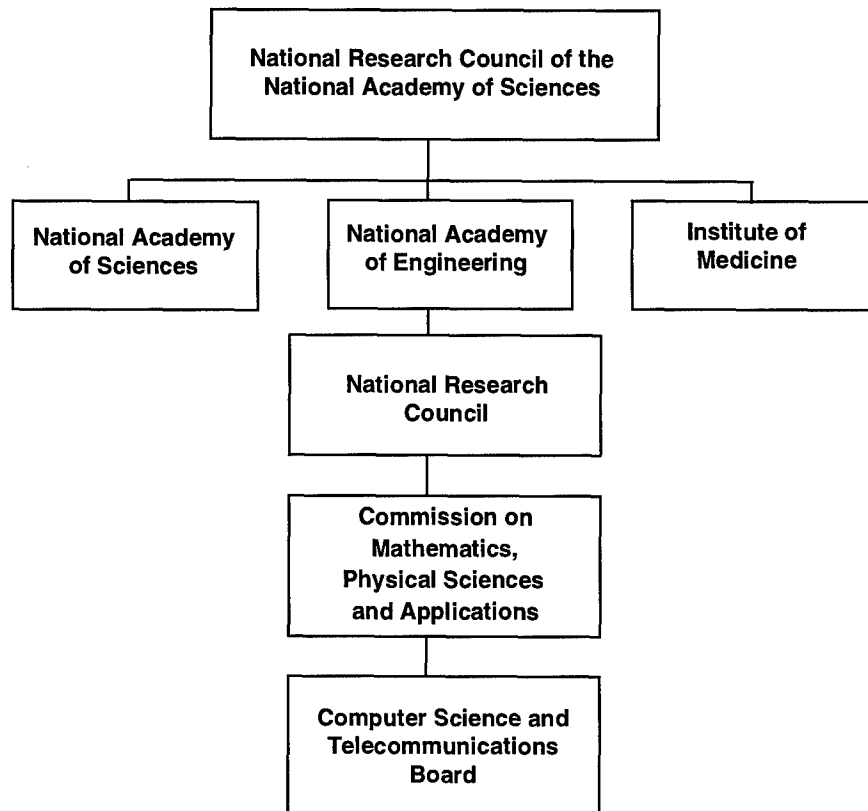 National Research Council of the
National Academy of Sciences
National Academy
of Sciences
National Academy
of Engineering
Institute of
Medicine
National Research
Council
Commission on
Mathematics,
Physical Sciences
and Applications
Computer Science and
Telecommunications
Board